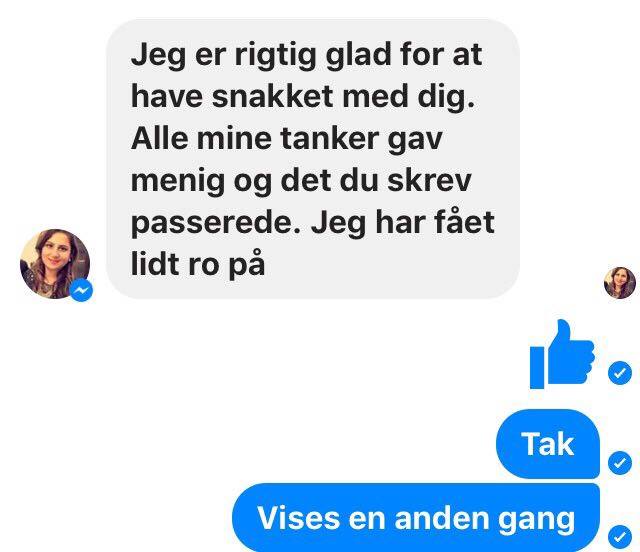 Jeg er rigtig glad for at
have snakket med dig.
Alle mine tanker gav
menig og det du skrev
passerede. Jeg har fået
lidt ro på
Tak
Vises en anden gang